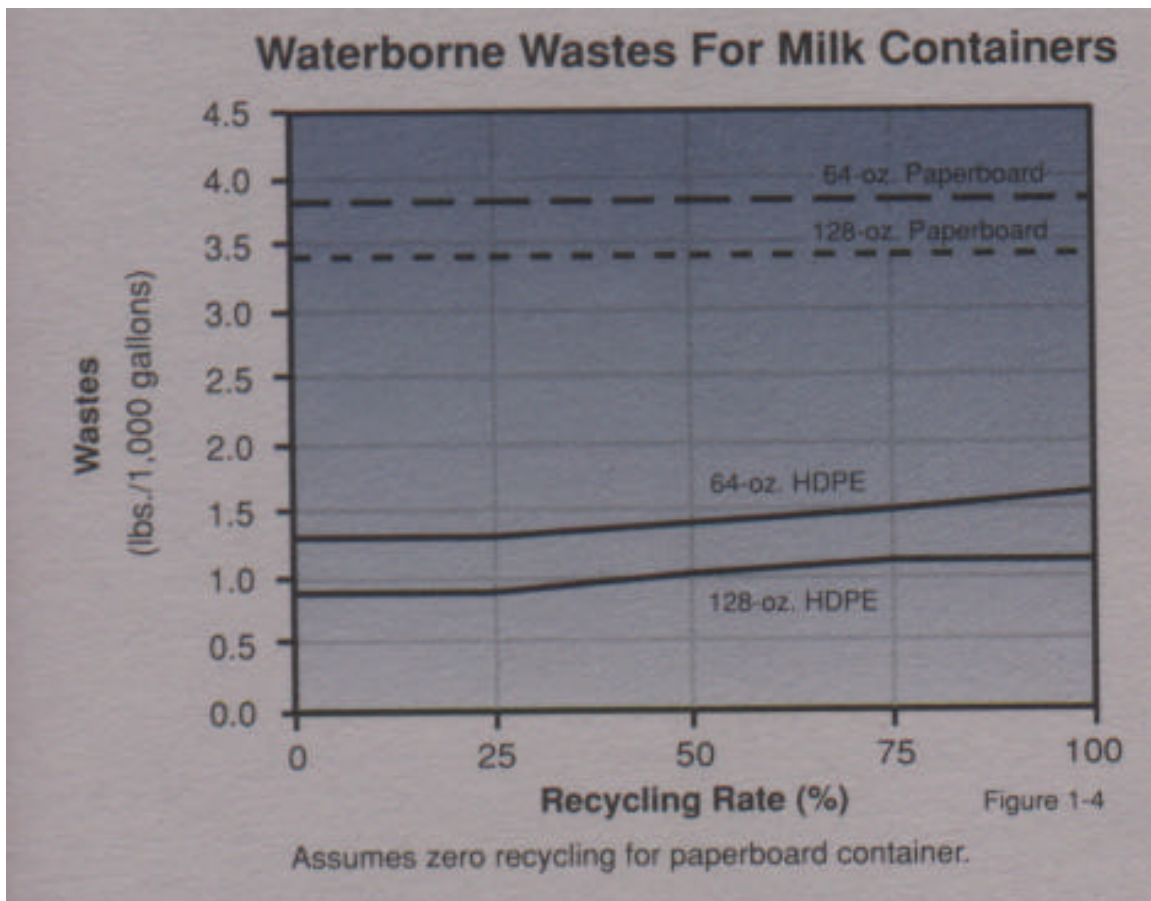 Waterborne Wastes For Milk Containers
4.5
4.0
3.5
3.0
2.5
2.0
1.5
1.0
0.5
0.0
Wastes
(lbs./1,000 gallons)
64-oz. Paperboard
128-oz. Paperboard
64-oz. HDPE
128-oz. HDPE
0 25 50 75 100
Recycling Rate (%) Figure 1-4
Assumes zero recycling for paperboard container.